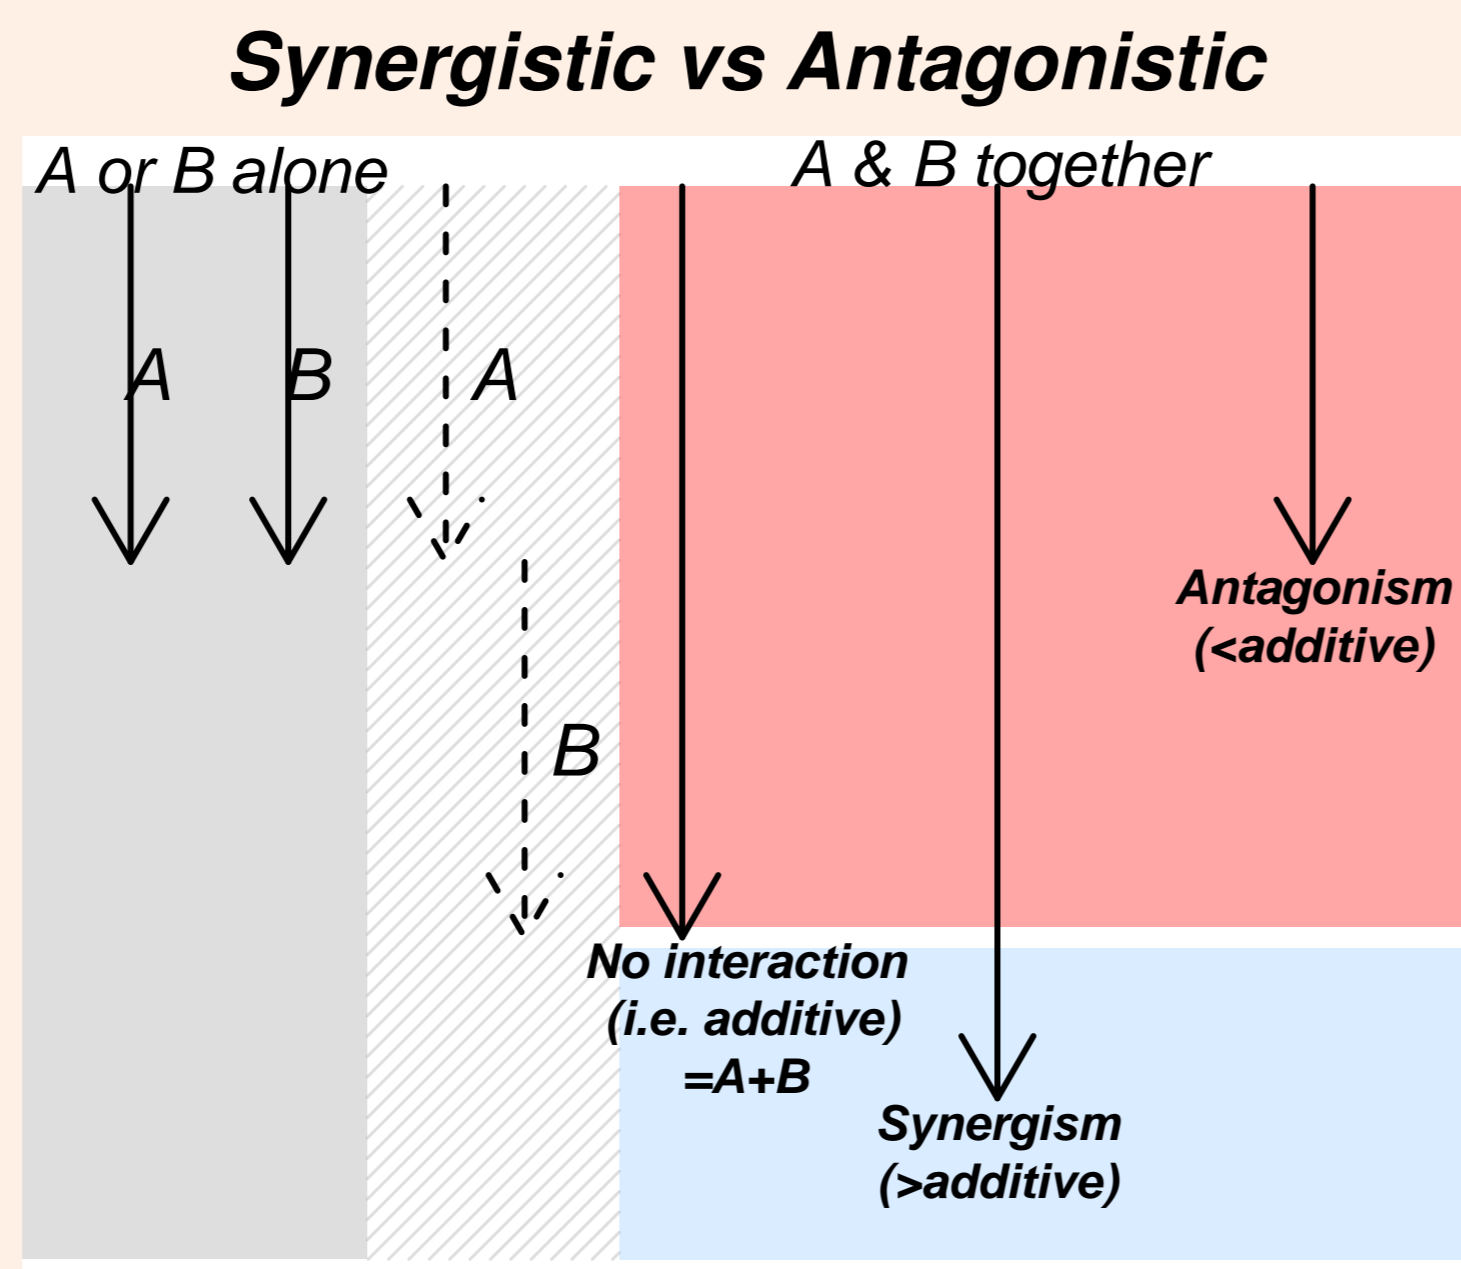 Synergistic vs Antagonistic
A or B alone
A & B together
A
B
A
B
Antagonism
(<additive)
No interaction
(i.e. additive)
=A+B
Synergism
(>additive)